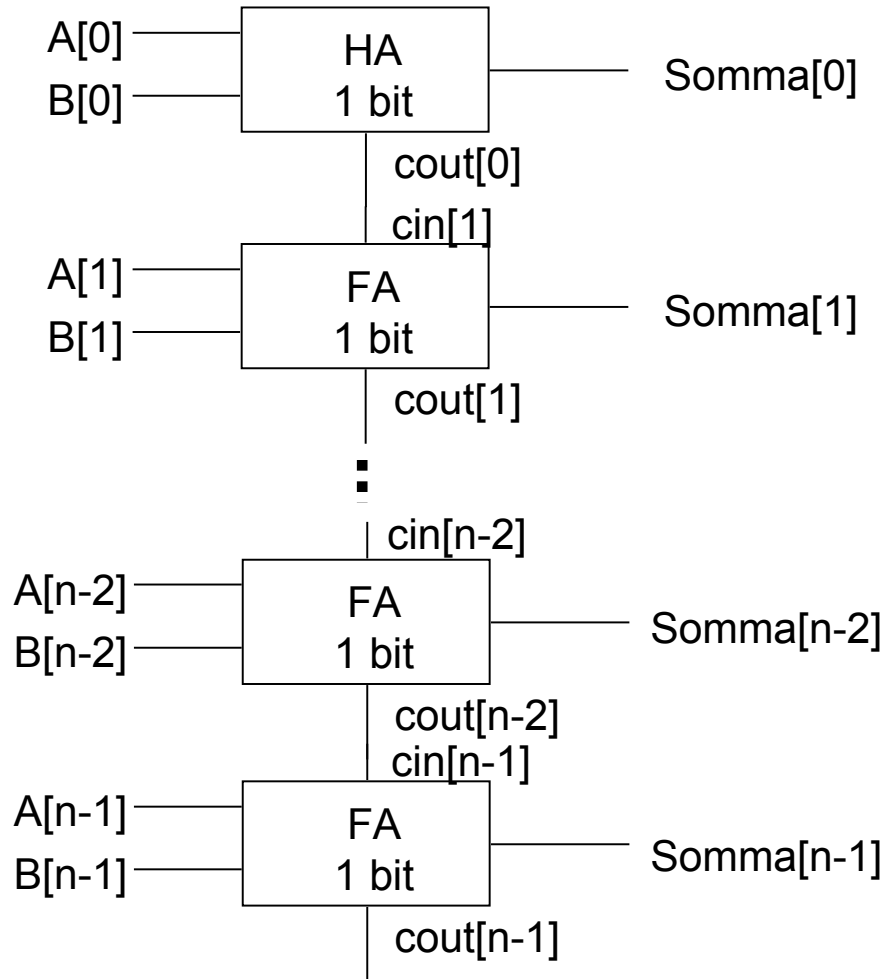 A[0]
B[0]
HA
1 bit
Somma[0]
cout[0]
cin[1]
A[1]
B[1]
FA
1 bit
Somma[1]
cout[1]
cin[n-2]
A[n-2]
B[n-2]
FA
1 bit
Somma[n-2]
cout[n-2]
cin[n-1]
A[n-1]
B[n-1]
FA
1 bit
Somma[n-1]
cout[n-1]